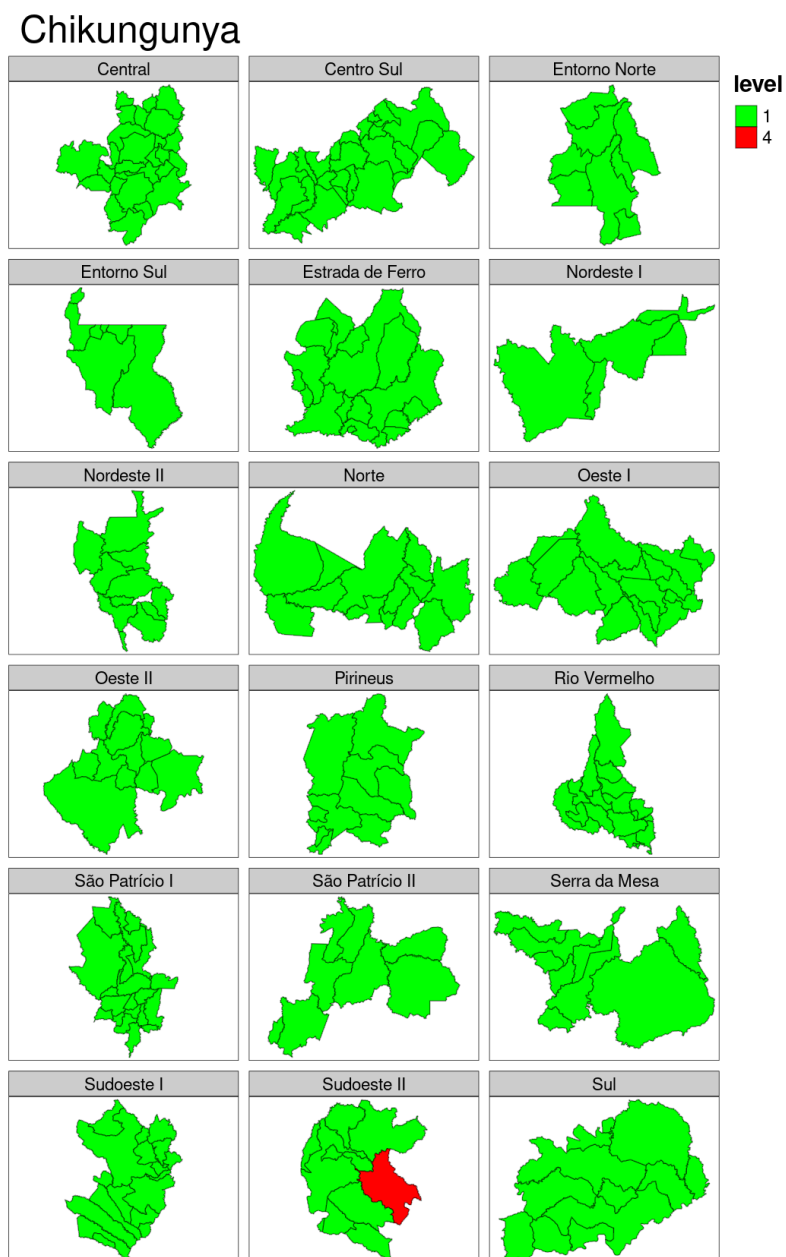 Chikungunya
Central
Centro Sul
Entorno Norte
level
1
4
Entorno Sul
Estrada de Ferro
Nordeste I
Nordeste II
Norte
Oeste I
Oeste II
Pirineus
Rio Vermelho
São Patrício I
São Patrício II
Serra da Mesa
Sudoeste I
Sudoeste II
Sul